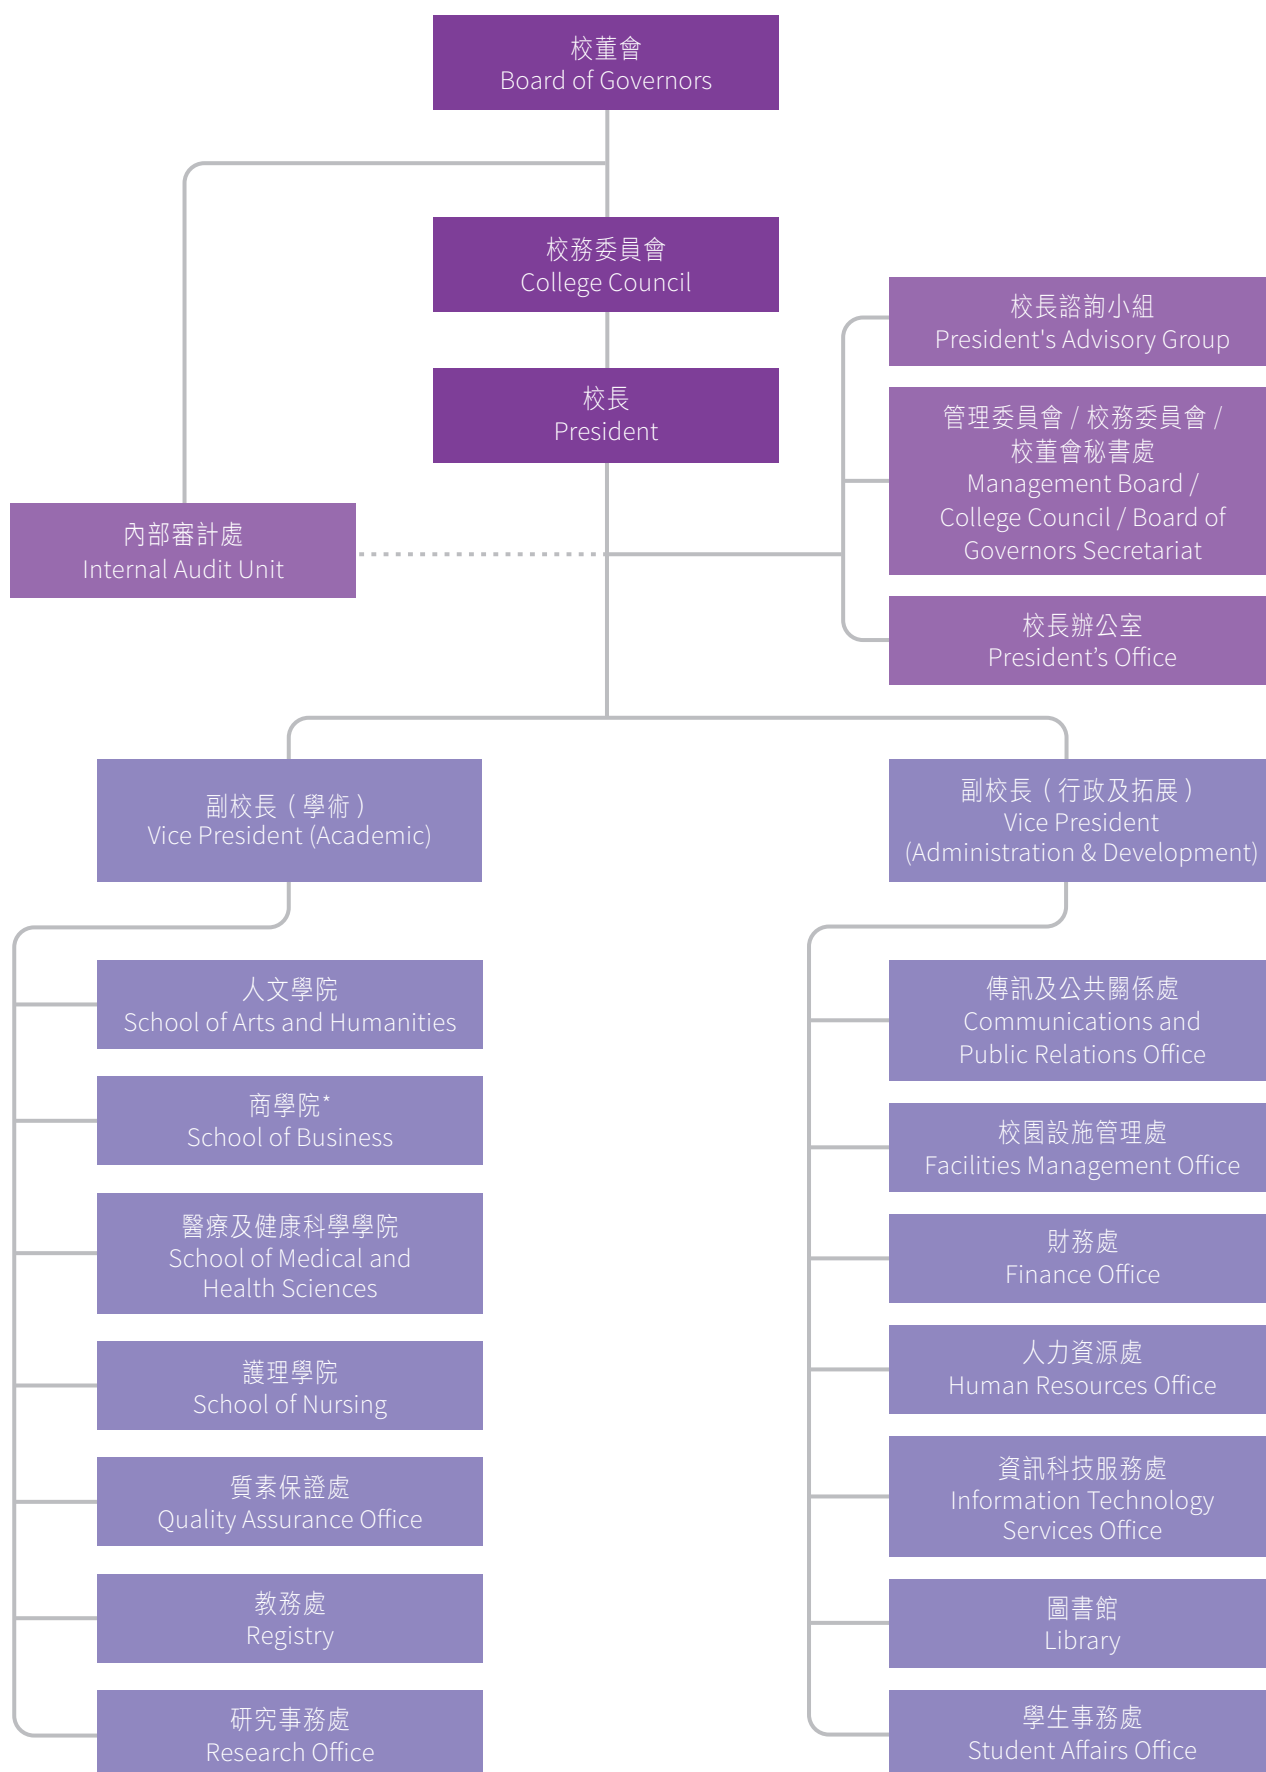 校董會
Board of Governors
校務委員會
College Council
校長
President
校長諮詢小組
President's Advisory Group
管理委員會 / 校務委員會 /
校董會秘書處
Management Board /
College Council / Board of
Governors Secretariat
校長辦公室
President’s Office
內部審計處
Internal Audit Unit
副校長（學術）
Vice President (Academic)
人文學院
School of Arts and Humanities
商學院*
School of Business
醫療及健康科學學院
School of Medical and
Health Sciences
護理學院
School of Nursing
質素保證處
Quality Assurance Office
教務處
Registry
研究事務處
Research Office
副校長（行政及拓展）
Vice President
(Administration & Development)
傳訊及公共關係處
Communications and
Public Relations Office
校園設施管理處
Facilities Management Office
財務處
Finance Office
人力資源處
Human Resources Office
資訊科技服務處
Information Technology
Services Office
圖書館
Library
學生事務處
Student Affairs Office